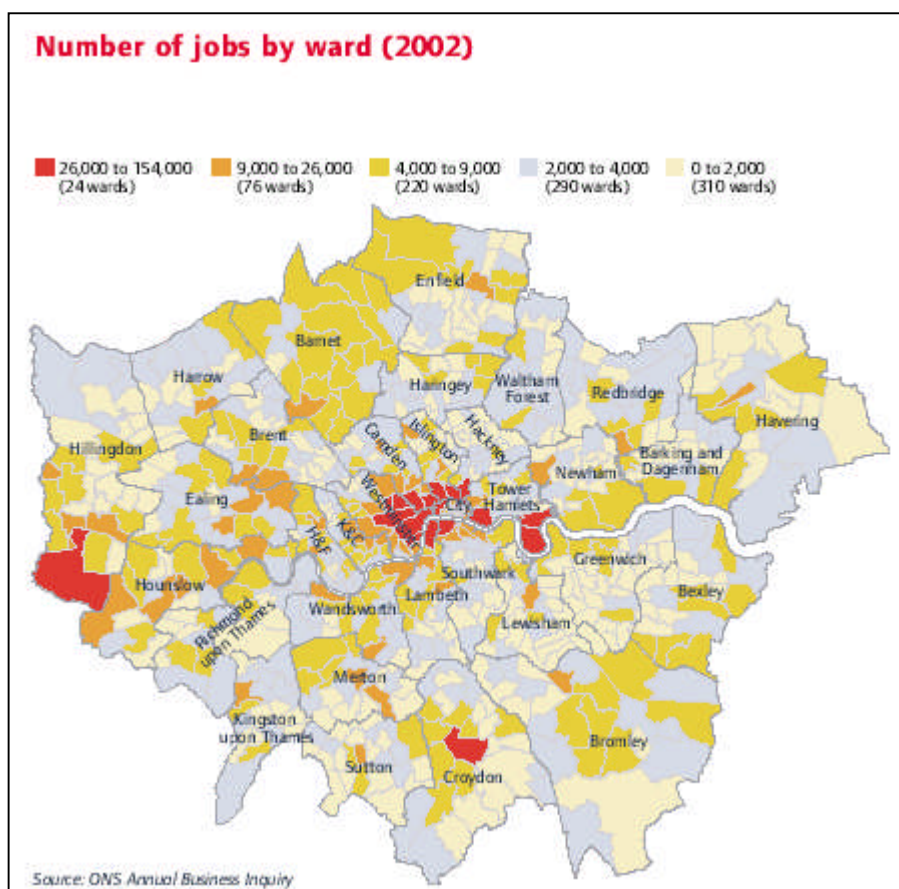 Number of jobs by ward (2002)
26,000 to 154,000
(24 wards)
9,000 to 26,000
(76 wards)
4,000 to 9,000
(220 wards)
2,000 to 4,000
(290 wards)
0 to 2,000
(310 wards)
Enfield
Barnet
Harrow
Haringey
Waltham
Forest
Redbridge
Havering
Hillingdon
Brent
Camden
Islington
Hackney
Barking and
Dagenham
Newham
Ealing
Westminster
City
Tower
Hamlets
H&F
K&C
Hounslow
Southwark
Greenwich
Bexley
Richmond
upon Thames
Wandsworth
Lambeth
Lewisham
Merton
Kingston
upon Thames
Sutton
Croydon
Bromley
Source: ONS Annual Business Inquiry